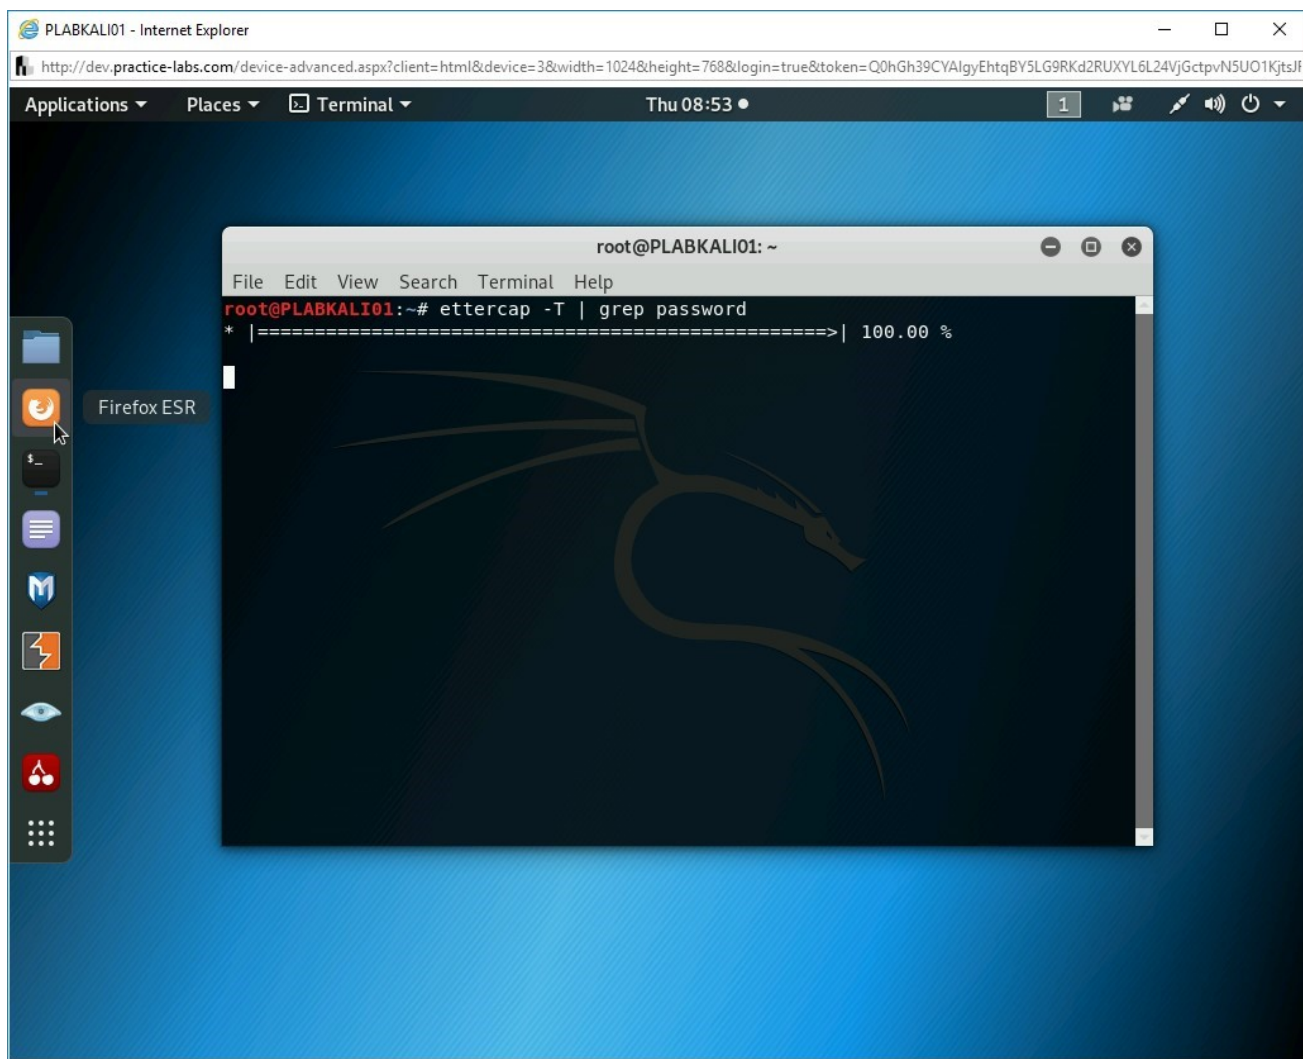 PLABKALI01 - Internet Explorer
http://dev.practice-labs.com/device-advanced.aspx?client=html&device=3&width=1024&height=768&login=true&token=Q0hGh39CYAIgyEhtqBY5LG9RKd2RUXYL6L24VjGctpvN5UO1KjtsJF
Applications Places Terminal Thu 08:53 1
root@PLABKALI01: ~
File Edit View Search Terminal Help
root@PLABKALI01:~# ettercap -T | grep password
* |==================================================>| 100.00 %
Firefox ESR
$_